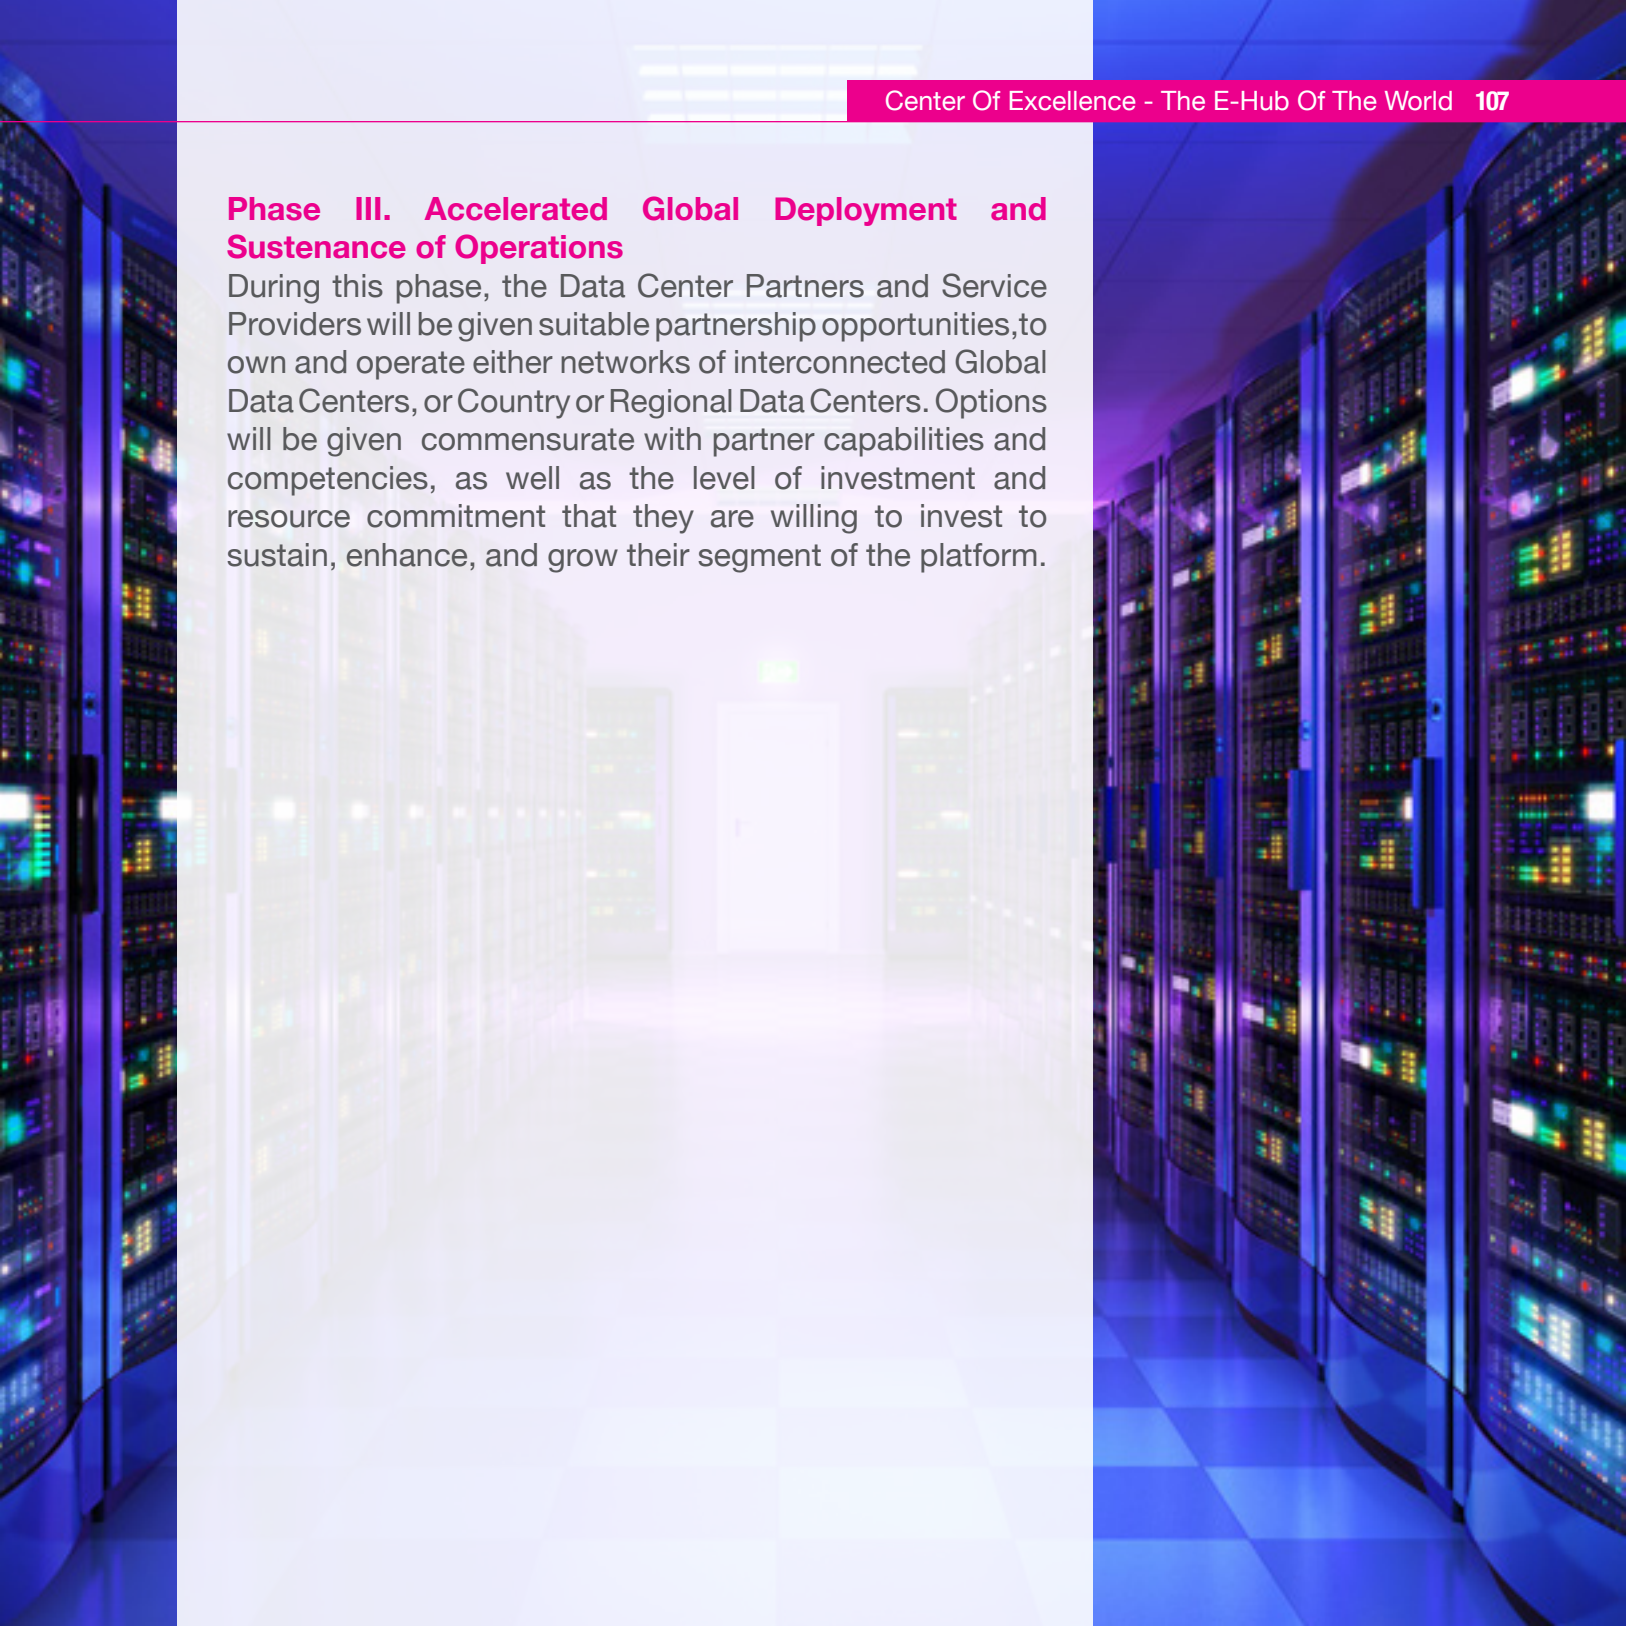 Center Of Excellence - The E-Hub Of The World 107
Phase III. Accelerated Global Deployment and
Sustenance of Operations
During this phase, the Data Center Partners and Service
Providers will be given suitable partnership opportunities,to
own and operate either networks of interconnected Global
Data Centers, or Country or Regional Data Centers. Options
will be given commensurate with partner capabilities and
competencies, as well as the level of investment and
resource commitment that they are willing to invest to
sustain, enhance, and grow their segment of the platform.